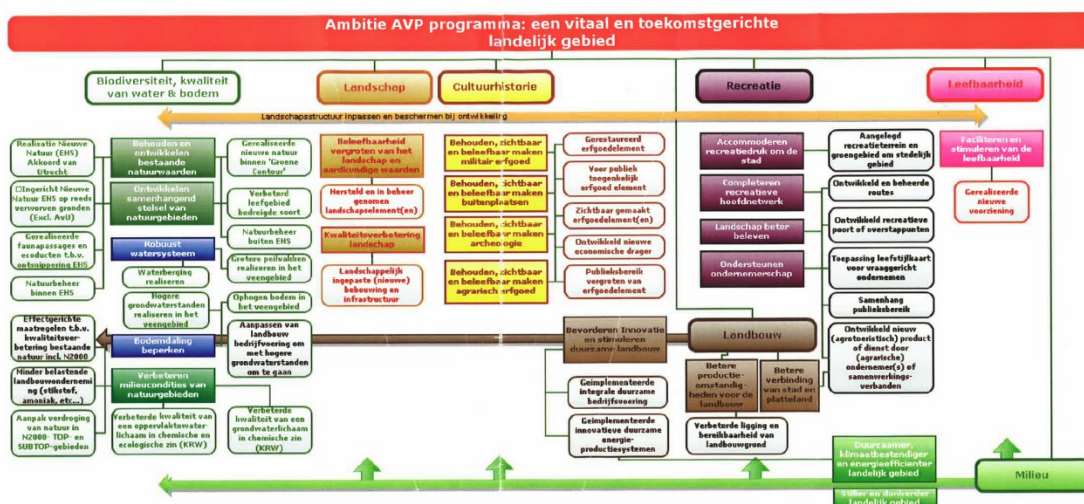 Ambitie AVP programma: een vitaal en toekomstgerichte
landelijk gebied
Biodiversiteit, kwaliteit
van water & bodem
Landschap
Cultuurhistorie
Recreatie
Leefbaarheid
Landschapsstructuur inpassen en beschermen bij ontwikkeling
Realisatie Nieuwe
Natuur (EHS)
Akkoord van
Utrecht
□Ingericht Nieuwe
Natuur EHS op reeds
verworven gronden
(Excl. AvU)
Gerealiseerde
faunapassages en
ecoducten t.b.v.
ontsnippering EHS
Natuurbeheer
binnen EHS
Effectgerichte
maatregelen t.b.v.
kwaliteitsver-
betering bestaande
natuur incl. N2000
Minder belastende
landbouwondernemi
ng (stikstof,
amoniak, etc...)
Aanpak verdroging
van natuur in
N2000- TOP- en
SUBTOP-gebieden
Behouden en
ontwikkelen
bestaande
natuurwaarden
Ontwikkelen
samenhangend
stelsel van
natuurgebieden
Robuust
watersysteem
Waterberging
realiseren
Hogere
grondwaterstanden
realiseren in het
veengebied
Bodemdaling
beperken
Verbeteren
milieucondities van
natuurgebieden
Verbeterde kwaliteit van
een oppervlaktewater-
lichaam in chemische en
ecologische zin (KRW)
Gerealiseerde
nieuwe natuur
binnen 'Groene
Contour'
Verbeterd
leefgebied
bedreigde soort
Natuurbeheer
buiten EHS
Grotere peilvakken
realiseren in het
veengebied
Ophogen bodem in
het veengebied
Aanpassen van
landbouw
bedrijfvoering om
met hogere
grondwaterstanden
om te gaan
Verbeterde
kwaliteit van een
grondwaterlichaam
in chemische zin
(KRW)
Beleefbaarheid
vergroten van het
landschap en
aardkundige waarden
Hersteld en in beheer
genomen
landschapselement(en)
Kwaliteitsverbetering
landschap
Landschappelijk
ingepaste (nieuwe)
bebouwing en
infrastructuur
Behouden, zichtbaar
en beleefbaar maken
militair erfgoed
Behouden, zichtbaar
en beleefbaar maken
buitenplaatsen
Behouden, zichtbaar
en beleefbaar maken
archeologie
Behouden, zichtbaar
en beleefbaar maken
agrarisch erfgoed
Gerestaureerd
erfgoedelement
Voor publiek
toegenkelijk
erfgoed element
Zichtbaar gemaakt
erfgoedelement(en)
Ontwikkeld nieuwe
economische drager
Publieksbereik
vergroten van
erfgoedelement
Bevorderen Innovatie
en stimuleren
duurzame landbouw
Geimplementeerde
integrale duurzame
bedrijfsvoering
Geimplementeerde
innovatieve duurzame
energie-
productiesystemen
Accommoderen
recreatiedruk om de
stad
Completeren
recreatieve
hoofdnetwerk
Landschap beter
beleven
Ondersteunen
ondernemerschap
Landbouw
Betere
productie-
omstandig-
heden voor de
landbouw
Betere
verbinding
van stad en
platteland
Verbeterde ligging en
bereikbaarheid van
landbouwgrond
Aangelegd
recreatieterrein en
groengebied om
stedelijk gebied
Ontwikkeld en beheerde
routes
Ontwikkeld recreatieve
poort of overstappunten
Toepassing leefstijlkaart
voor vraaggericht
ondernemen
Samenhang
publieksbereik
Ontwikkeld nieuw
(agrotoeristisch) product
of dienst door
(agrarische)
ondernemer(s) of
samenwerkings-
verbanden
Faciliteren en
stimuleren van de
leefbaarheid
Gerealiseerde
nieuwe
voorziening
Duurzamer,
klimaatbestendiger
en energieefficienter
landelijk gebied
Stiller en donkerder
landelijk gebied
Milieu